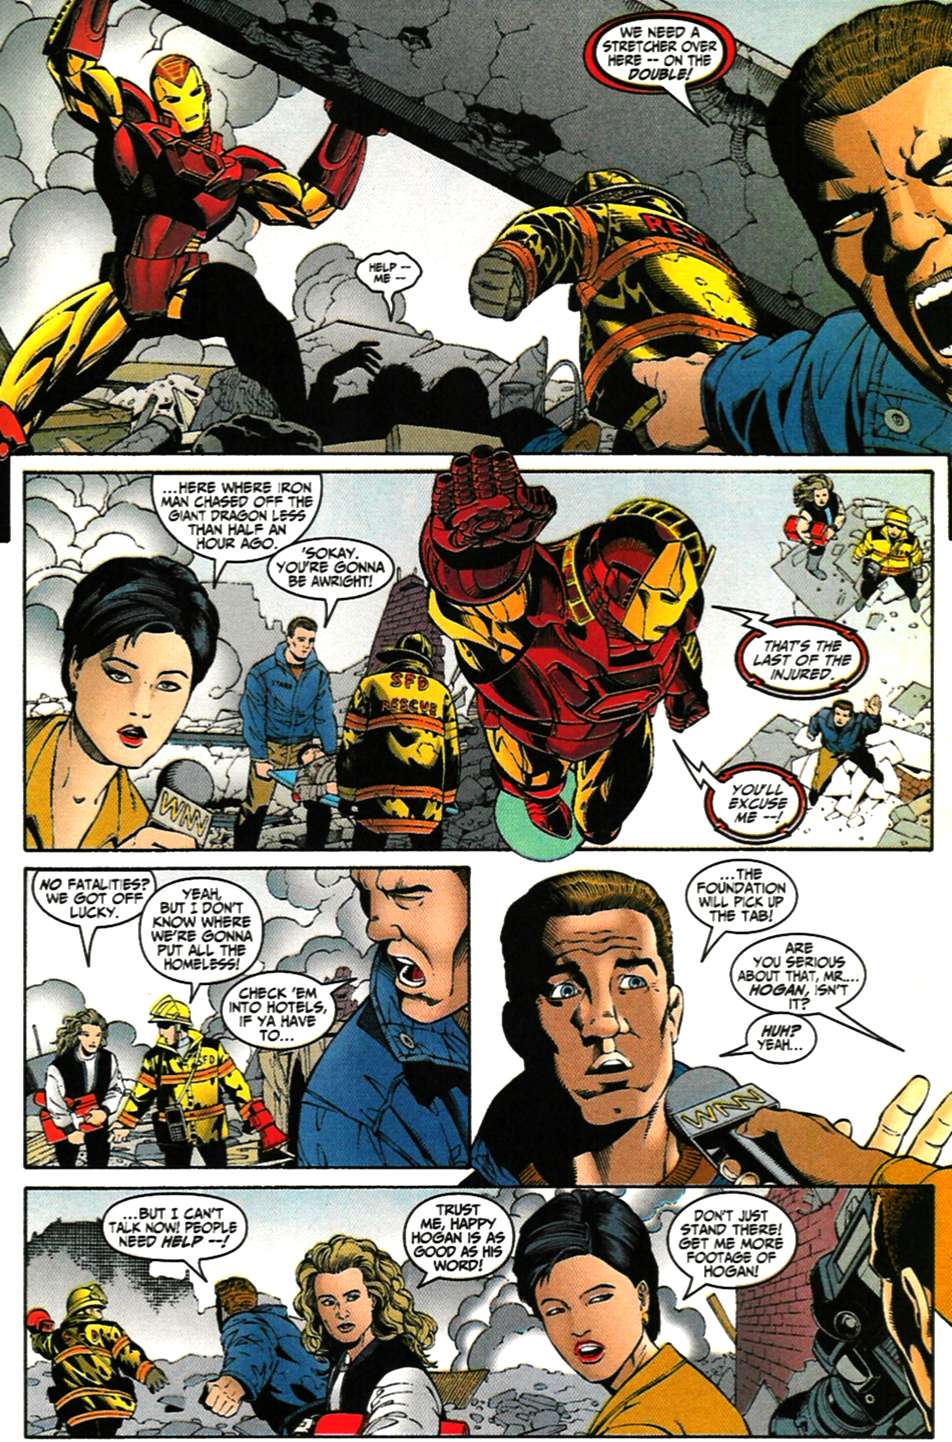 WE NEED A
STRETCHER OVER
HERE -- ON THE
DOUBLE!
HELP --
ME --
RESC
...HERE WHERE IRON
MAN CHASED OFF THE
GIANT DRAGON LESS
THAN HALF AN
HOUR AGO.
'SOKAY.
YOU'RE GONNA
BE AWRIGHT!
STARK
SFD
RESCUE
WNN
THAT'S THE
LAST OF THE
INJURED.
YOU'LL
EXCUSE
ME --!
NO FATALITIES?
WE GOT OFF
LUCKY.
YEAH,
BUT I DON'T
KNOW WHERE
WE'RE GONNA
PUT ALL THE
HOMELESS!
CHECK 'EM
INTO HOTELS,
IF YA HAVE
TO...
SFD
...THE
FOUNDATION
WILL PICK UP
THE TAB!
ARE
YOU SERIOUS
ABOUT THAT, MR...
HOGAN, ISN'T
IT?
HUH?
YEAH...
WNN
...BUT I CAN'T
TALK NOW! PEOPLE
NEED HELP --!
TRUST
ME, HAPPY
HOGAN IS AS
GOOD AS HIS
WORD!
DON'T JUST
STAND THERE!
GET ME MORE
FOOTAGE OF
HOGAN!